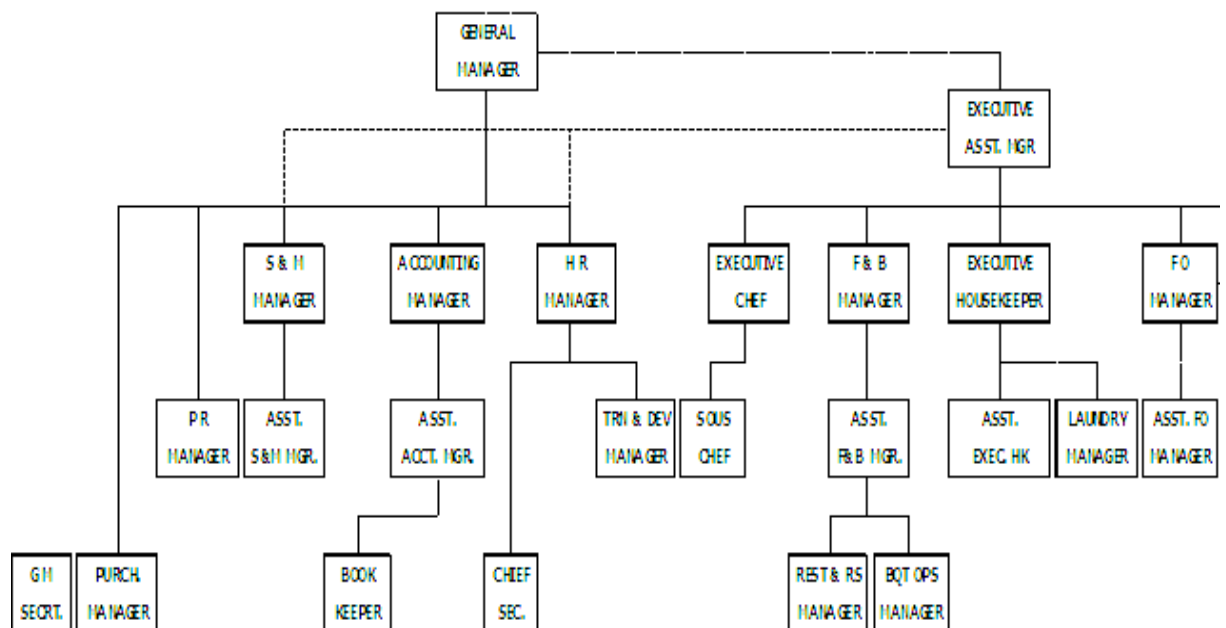 GENERAL
MANAGER
EXECUTIVE
ASST. MGR
S & M
MANAGER
ACCOUNTING
MANAGER
HR
MANAGER
EXECUTIVE
CHEF
F & B
MANAGER
EXECUTIVE
HOUSEKEEPER
FO
MANAGER
PR
MANAGER
ASST.
S&M MGR.
ASST.
ACCT. MGR.
TRN & DEV
MANAGER
SOUS
CHEF
ASST.
F&B MGR.
ASST.
EXEC. HK
LAUNDRY
MANAGER
ASST. FO
MANAGER
GM
SECRT.
PURCH.
MANAGER
BOOK
KEEPER
CHIEF
SEC.
REST & RS
MANAGER
BQT OPS
MANAGER